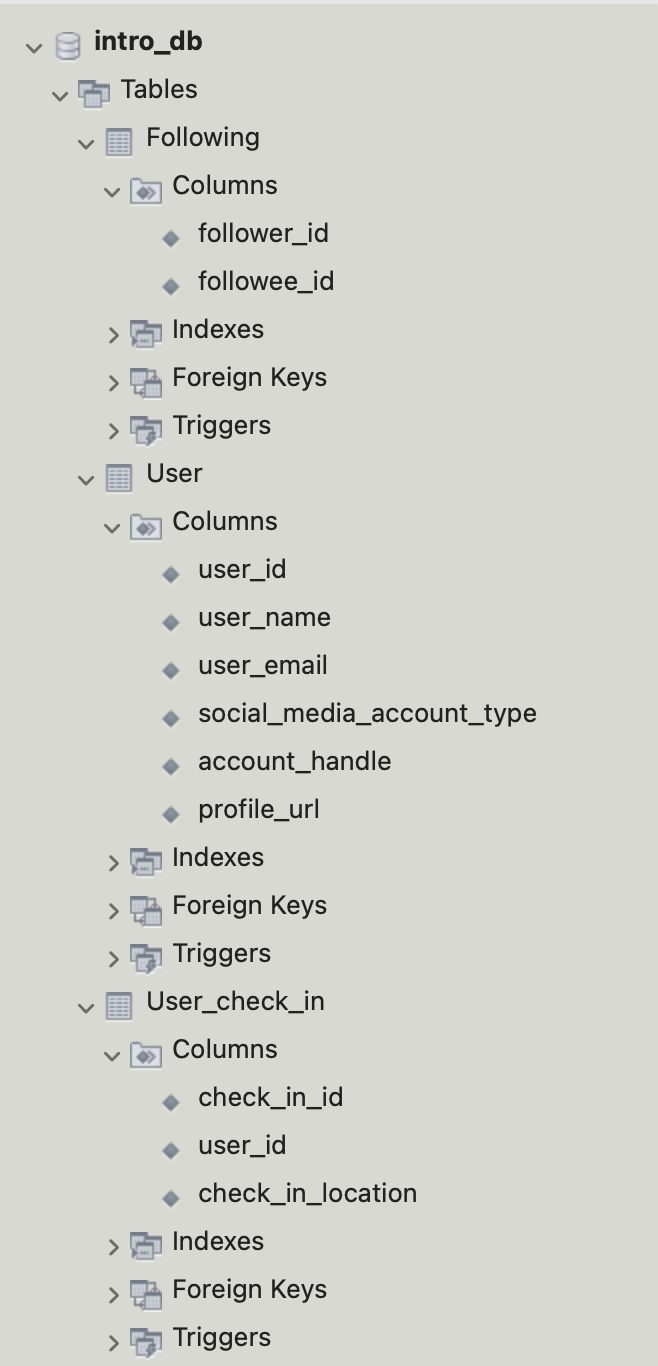 intro_db
Tables
Following
Columns
follower_id
followee_id
Indexes
Foreign Keys
Triggers
User
Columns
user_id
user_name
user_email
social_media_account_type
account_handle
profile_url
Indexes
Foreign Keys
Triggers
User_check_in
Columns
check_in_id
user_id
check_in_location
Indexes
Foreign Keys
Triggers